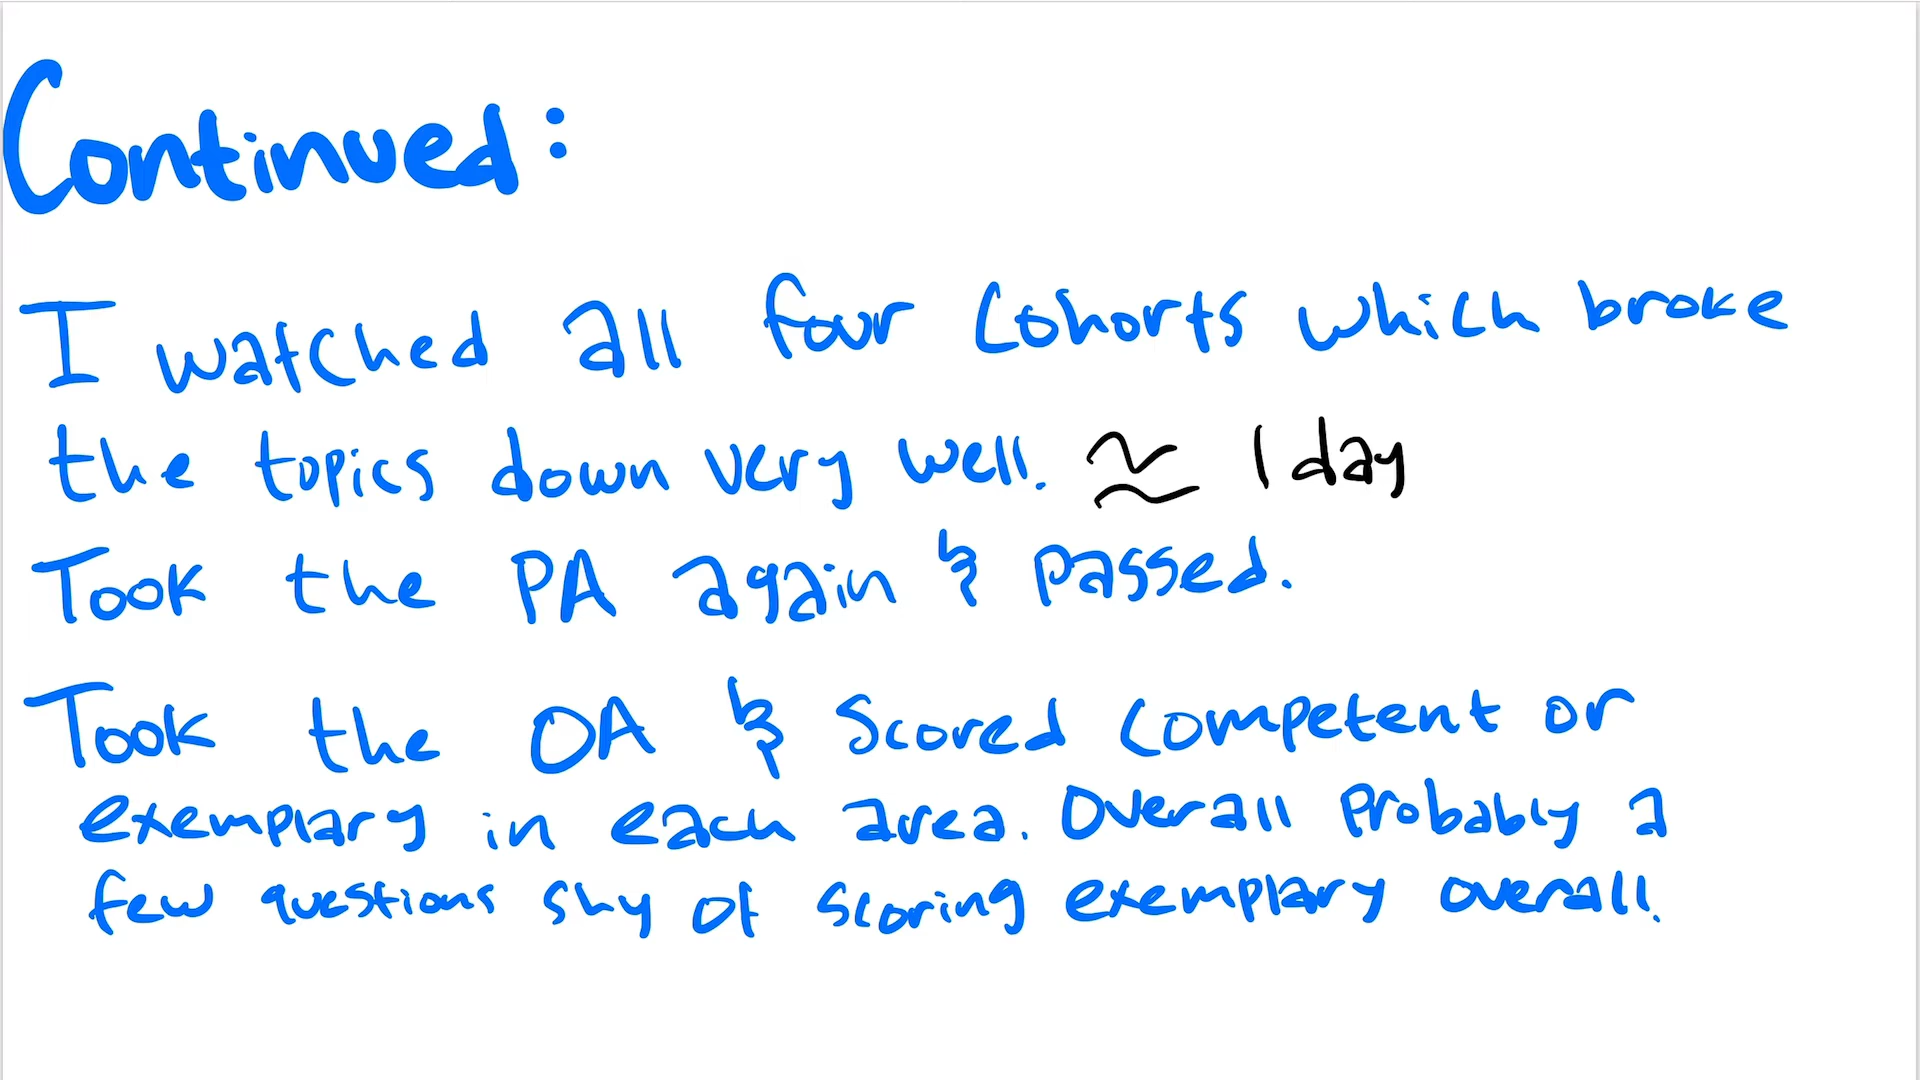 Continued:
I watched all four cohorts which broke
the topics down very well. ≈ 1 day
Took the PA again & passed.
Took the OA & Scored competent or
exemplary in each area. Overall probably a
few questions shy of scoring exemplary overall.